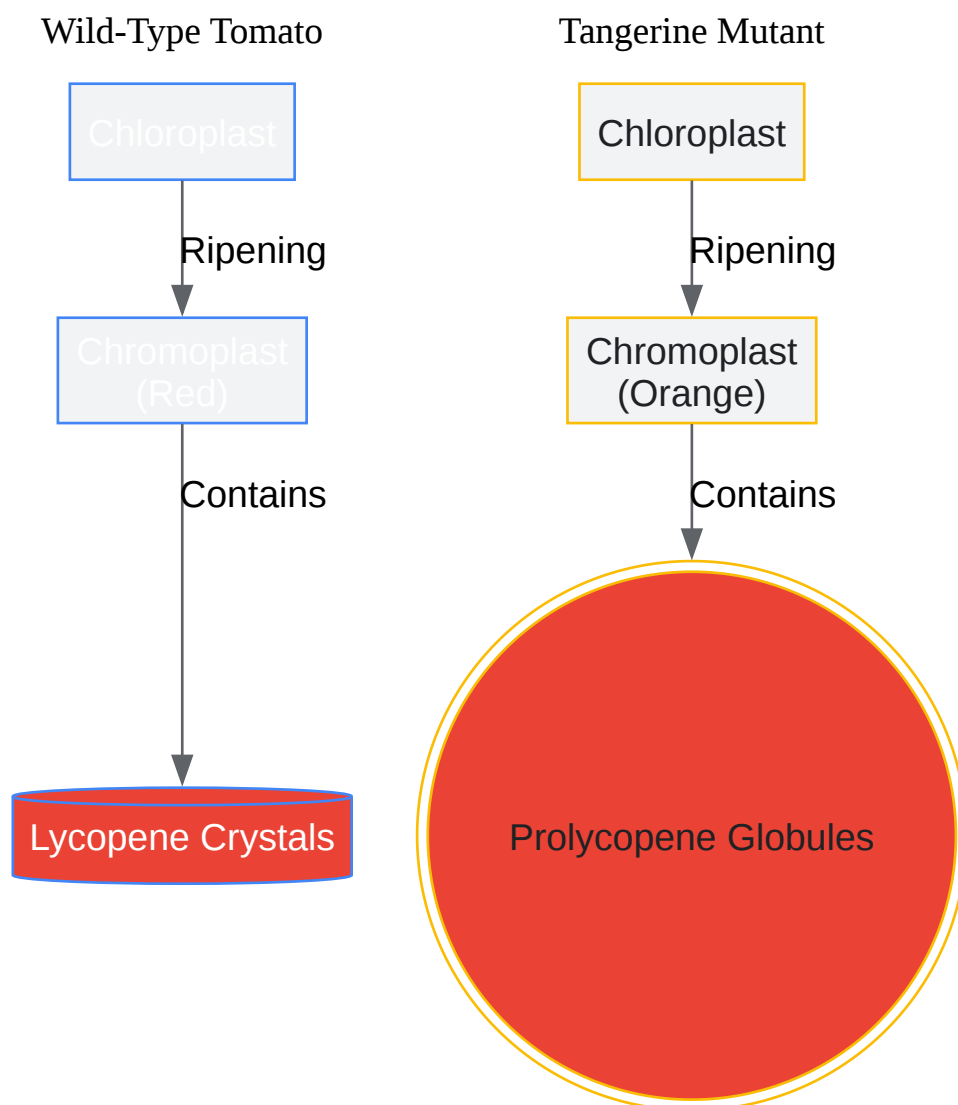 Wild-Type Tomato
Chloroplast
Ripening
Chromoplast
(Red)
Contains
Lycopene Crystals
Tangerine Mutant
Chloroplast
Ripening
Chromoplast
(Orange)
Contains
Prolycopene Globules